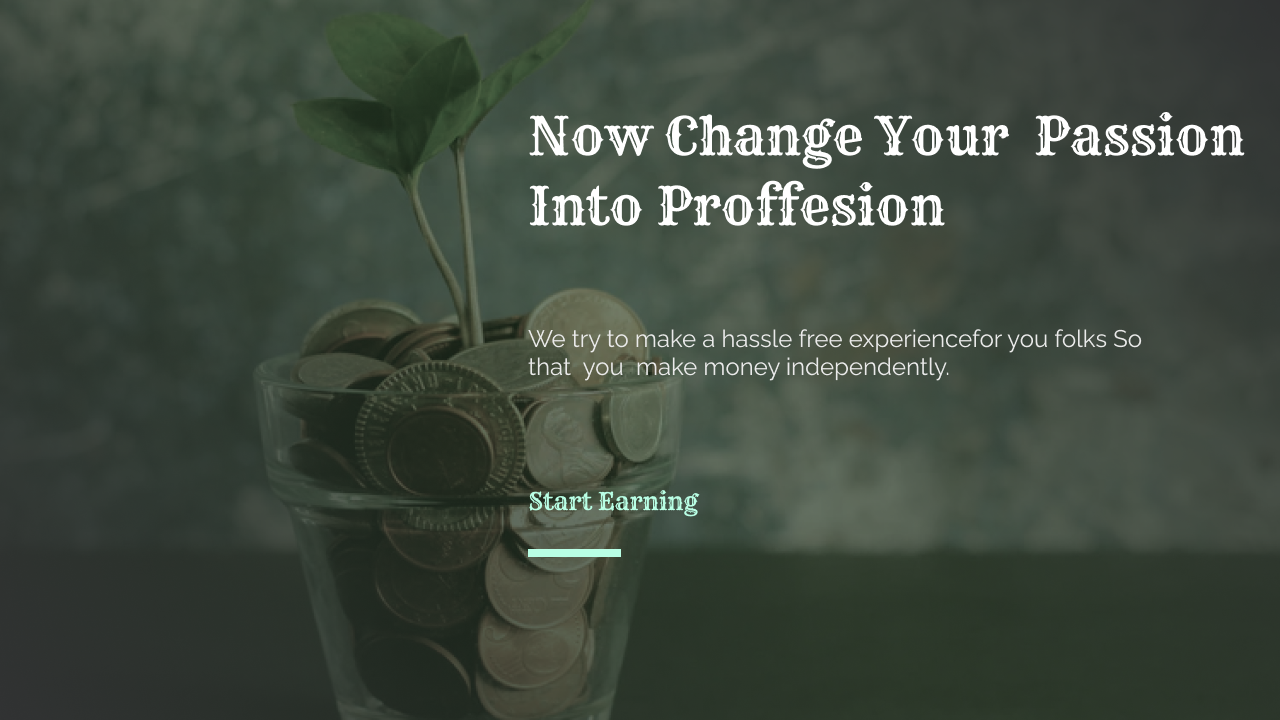 Now Change Your  Passion
Into Proffesion
We try to make a hassle free experiencefor you folks So
that  you  make money independently.
Start Earning